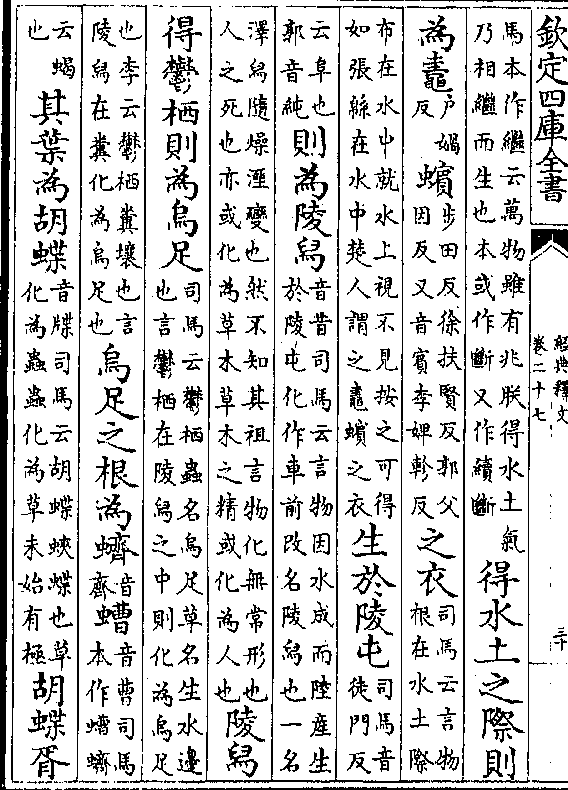 欽定四庫全書
經典釋文
卷二十七
三十
馬本作繼云萬物雖有兆朕得水土氣
乃相繼而生也本或作斷又作續斷
得水土之際則
為鼃
户媧
反
蠙
步田反徐扶賢反郭父
因反又音賓李婢軫反
之衣
司馬云言物
根在水土際
布在水中就水上視不見按之可得
如張緜在水中楚人謂之鼃蠙之衣
生於陵屯
司馬音
徒門反
云阜也
郭音純
則為陵舄
音昔司馬云言物因水成而陸産生
於陵屯化作車前改名陵舄也一名
澤舄隨燥溼變也然不知其祖言物化無常形也
人之死也亦或化為草木草木之精或化為人也
陵舄
得鬱栖則為烏足
司馬云鬱栖蟲名烏足草名生水邊
也言鬱栖在陵舄之中則化為烏足
也李云鬱栖糞壤也言
陵舄在糞化為烏足也
烏足之根為蠐
音
齊
螬
音曹司馬
本作螬蠐
云蝎
也
其葉為胡蝶
音牒司馬云胡蝶蛺蝶也草
化為蟲蟲化為草未始有極
胡蝶胥